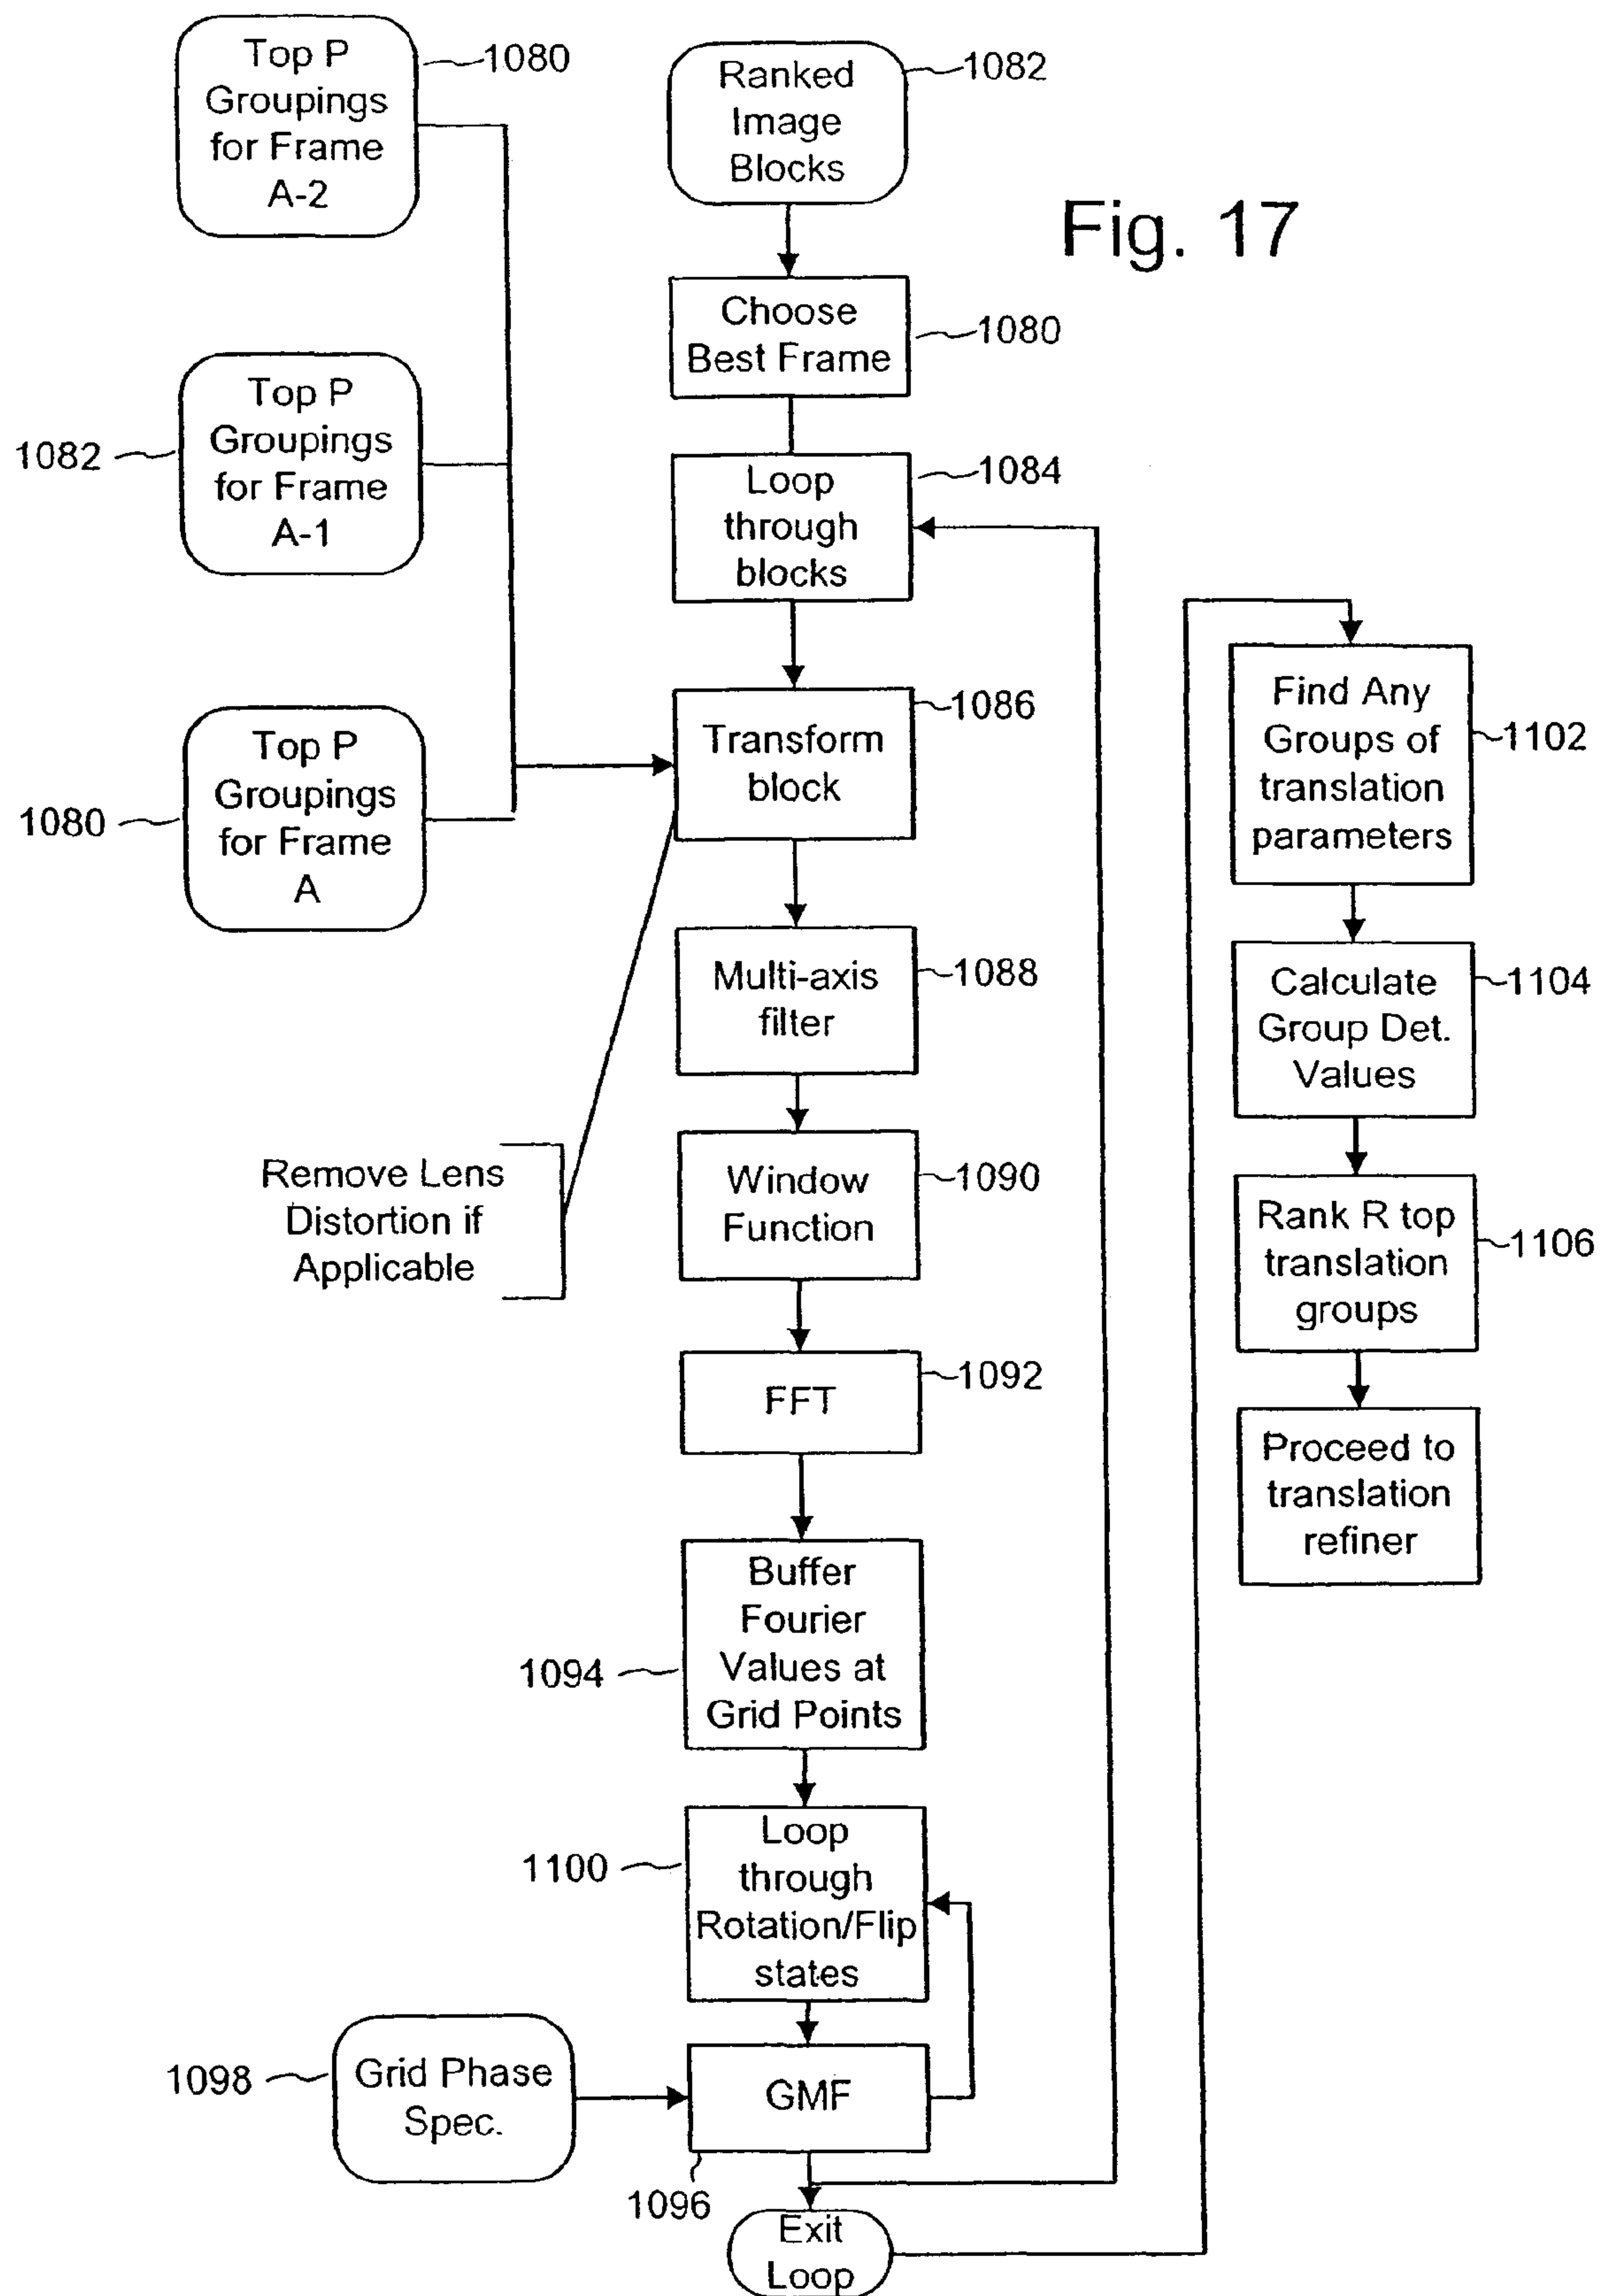 Top P
Groupings
for Frame
A-2
1080
Ranked
Image
Blocks
1082
Fig. 17
Choose
Best Frame
1080
Top P
Groupings
for Frame
A-1
1082
Loop
through
blocks
1084
Top P
Groupings
for Frame
A
1080
Transform
block
1086
Remove Lens
Distortion if
Applicable
Multi-axis
filter
1088
Window
Function
1090
FFT
1092
Buffer
Fourier
Values at
Grid Points
1094
Loop
through
Rotation/Flip
states
1100
Grid Phase
Spec.
1098
GMF
1096
Exit
Loop
Find Any
Groups of
translation
parameters
1102
Calculate
Group Det.
Values
1104
Rank R top
translation
groups
1106
Proceed to
translation
refiner